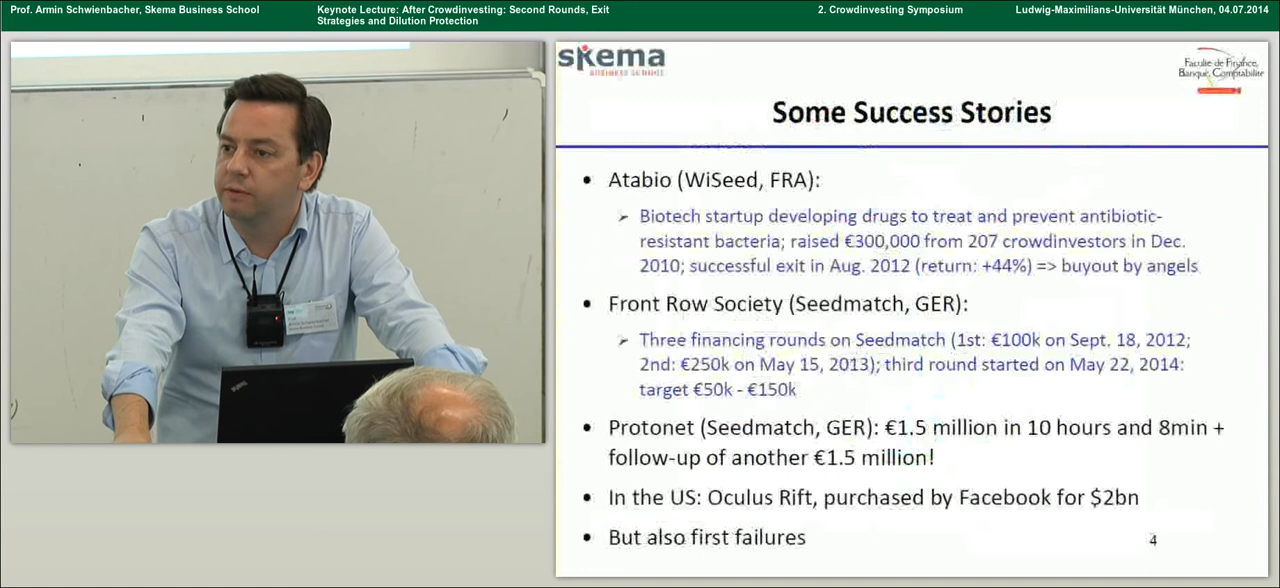 Prof. Armin Schwienbacher, Skema Business School
Keynote Lecture: After Crowdinvesting: Second Rounds, Exit
Strategies and Dilution Protection
2. Crowdinvesting Symposium
Ludwig-Maximilians-Universität München, 04.07.2014
skema
BUSINESS SCHOOL
Faculté de Finance,
Banque, Comptabilité
Some Success Stories
• Atabio (WiSeed, FRA):
➢ Biotech startup developing drugs to treat and prevent antibiotic-
resistant bacteria; raised €300,000 from 207 crowdinvestors in Dec.
2010; successful exit in Aug. 2012 (return: +44%) => buyout by angels
• Front Row Society (Seedmatch, GER):
➢ Three financing rounds on Seedmatch (1st: €100k on Sept. 18, 2012;
2nd: €250k on May 15, 2013); third round started on May 22, 2014:
target €50k - €150k
• Protonet (Seedmatch, GER): €1.5 million in 10 hours and 8min +
follow-up of another €1.5 million!
• In the US: Oculus Rift, purchased by Facebook for $2bn
• But also first failures
4